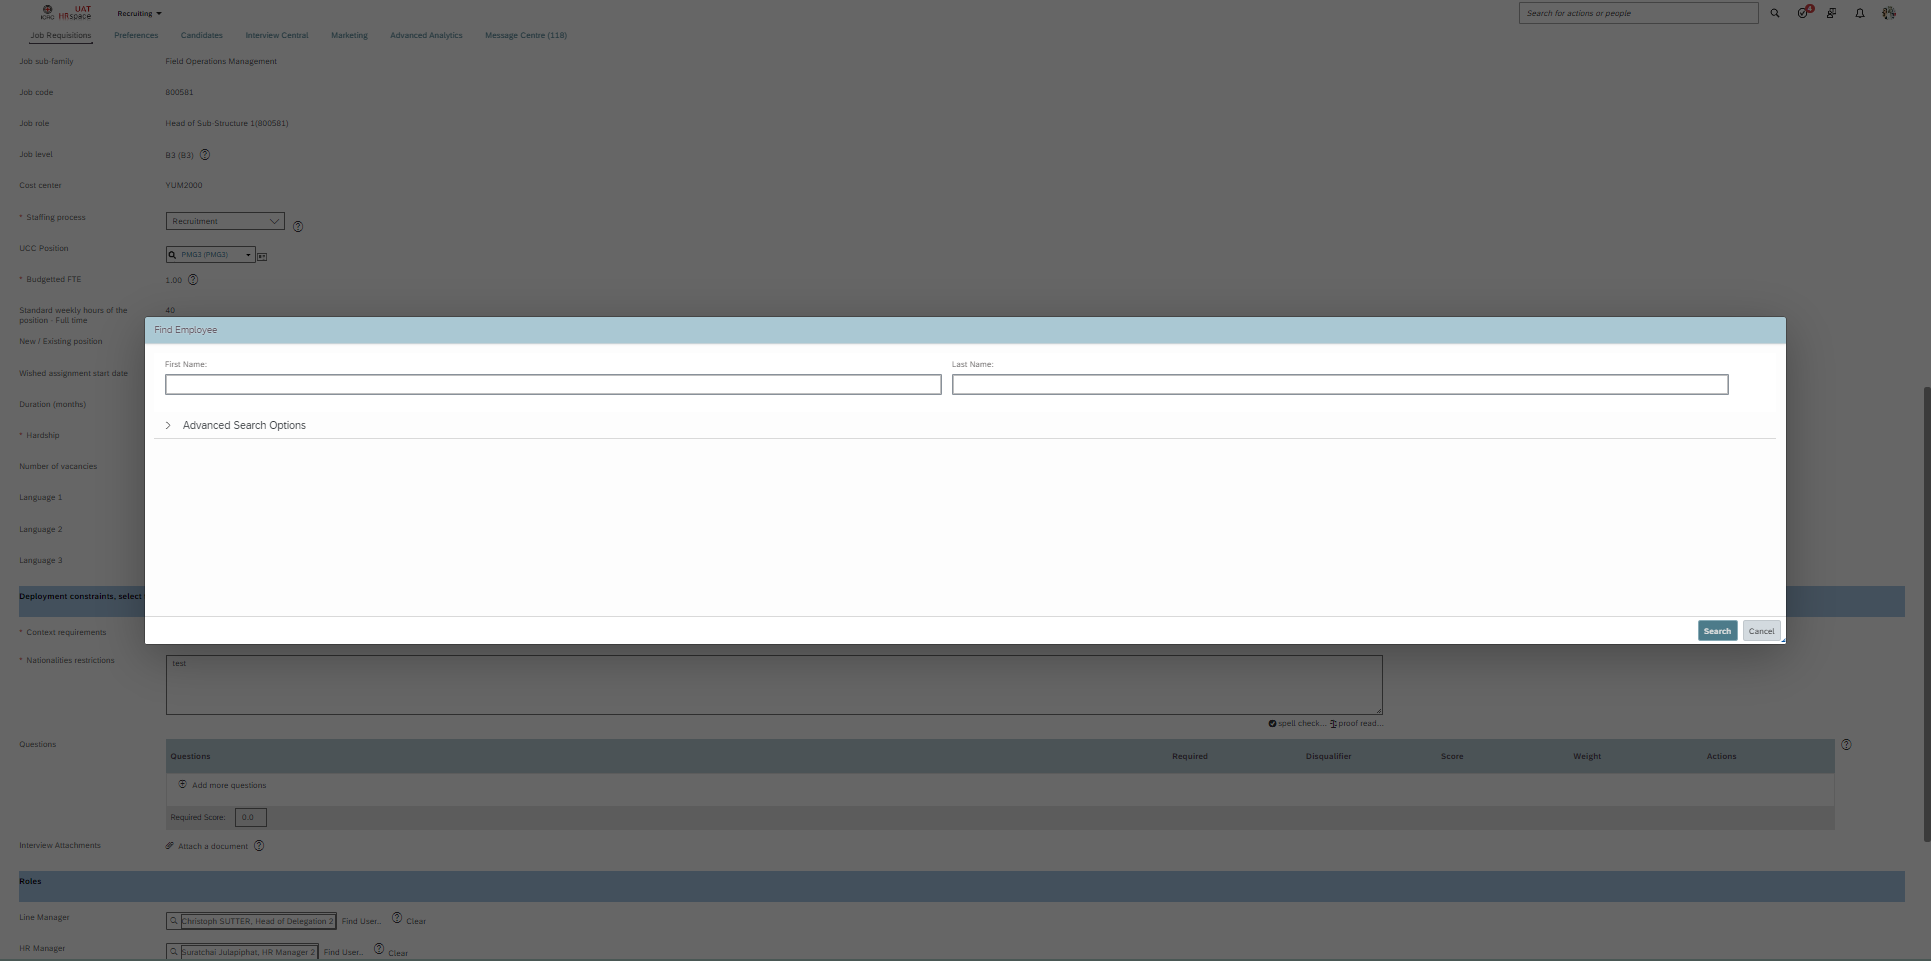 ICRC UAT HRspace Recruiting Search for actions or people 4
Job Requisitions Preferences Candidates Interview Central Marketing Advanced Analytics Message Centre (118)
Job sub-family Field Operations Management
Job code 800581
Job role Head of Sub-Structure 1(800581)
Job level B3 (B3)
Cost center YUM2000
* Staffing process Recruitment
UCC Position PMG3 (PMG3)
* Budgetted FTE 1.00
Standard weekly hours of the position - Full time 40
New / Existing position
Wished assignment start date
Duration (months)
* Hardship
Number of vacancies
Language 1
Language 2
Language 3
Find Employee
First Name: Last Name:
Advanced Search Options
Search Cancel
Deployment constraints, select
* Context requirements
* Nationalities restrictions test
spell check... proof read...
Questions
Questions Required Disqualifier Score Weight Actions
Add more questions
Required Score: 0.0
Interview Attachments Attach a document
Roles
Line Manager Christoph SUTTER, Head of Delegation 2 Find User.. Clear
HR Manager Suratchai Julapiphat, HR Manager 2 Find User.. Clear